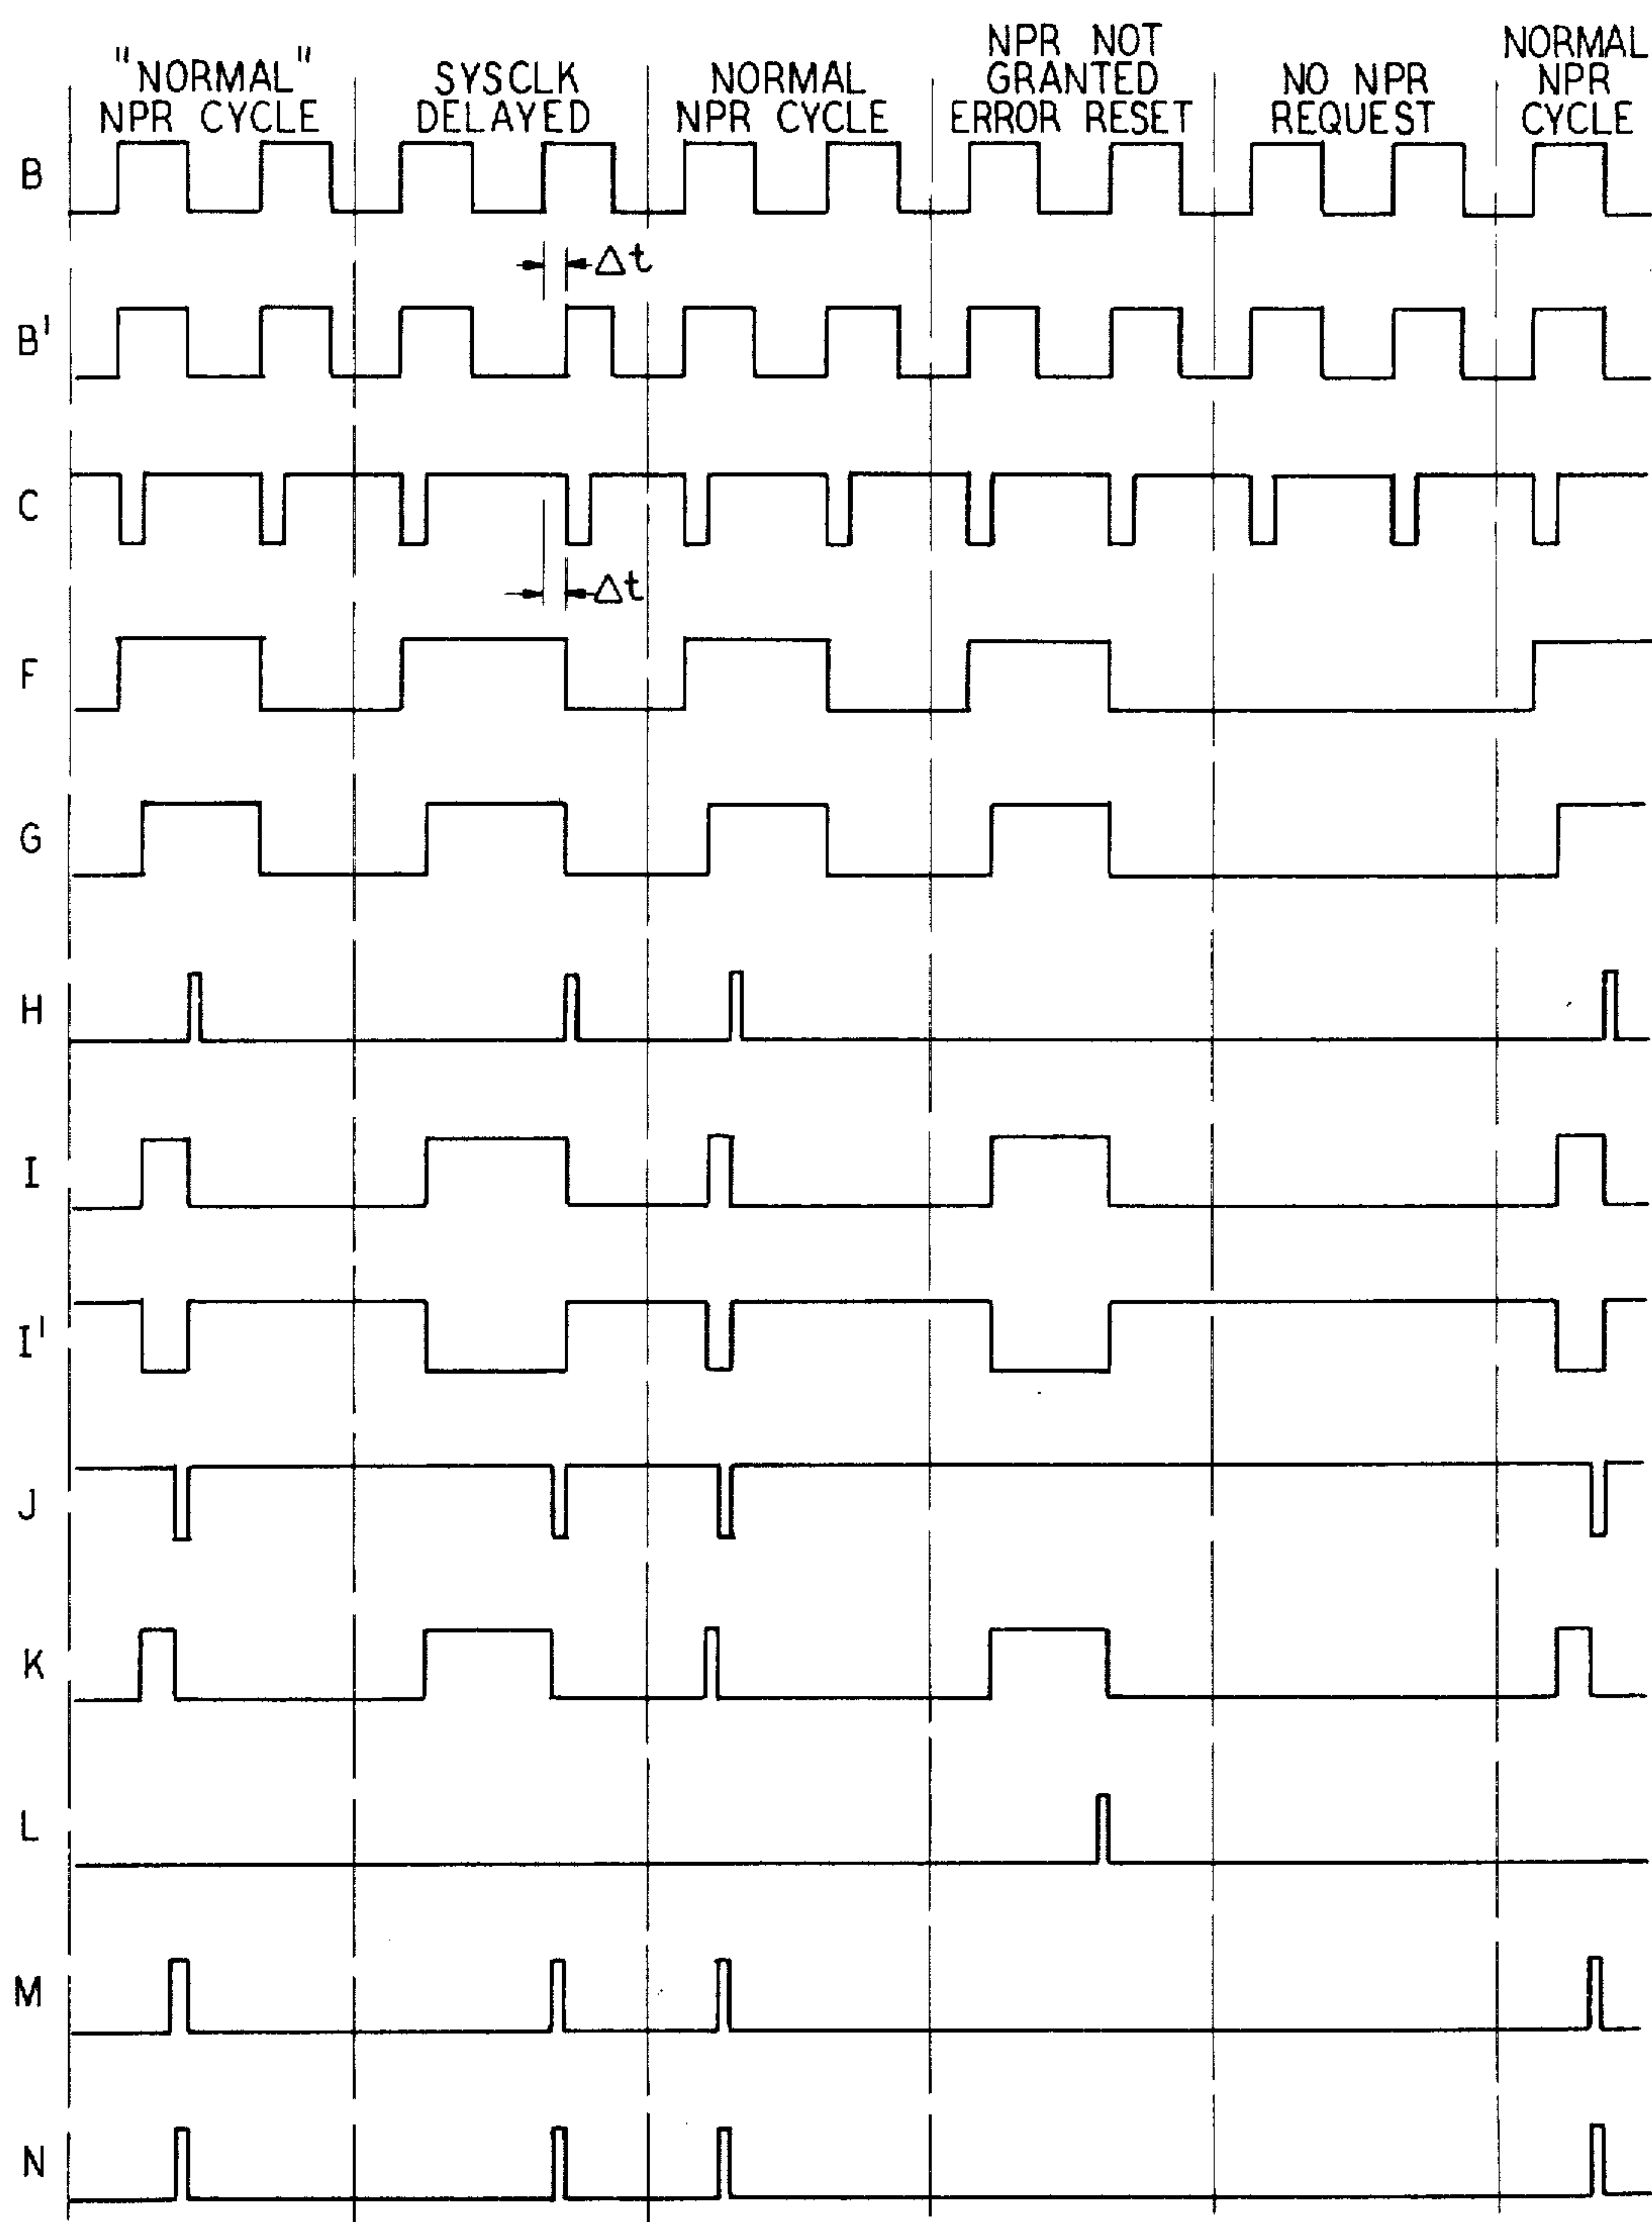 "NORMAL"
NPR CYCLE
SYSCLK
DELAYED
NORMAL
NPR CYCLE
NPR NOT
GRANTED
ERROR RESET
NO NPR
REQUEST
NORMAL
NPR
CYCLE
B
Δt
B'
C
Δt
F
G
H
I
I'
J
K
L
M
N